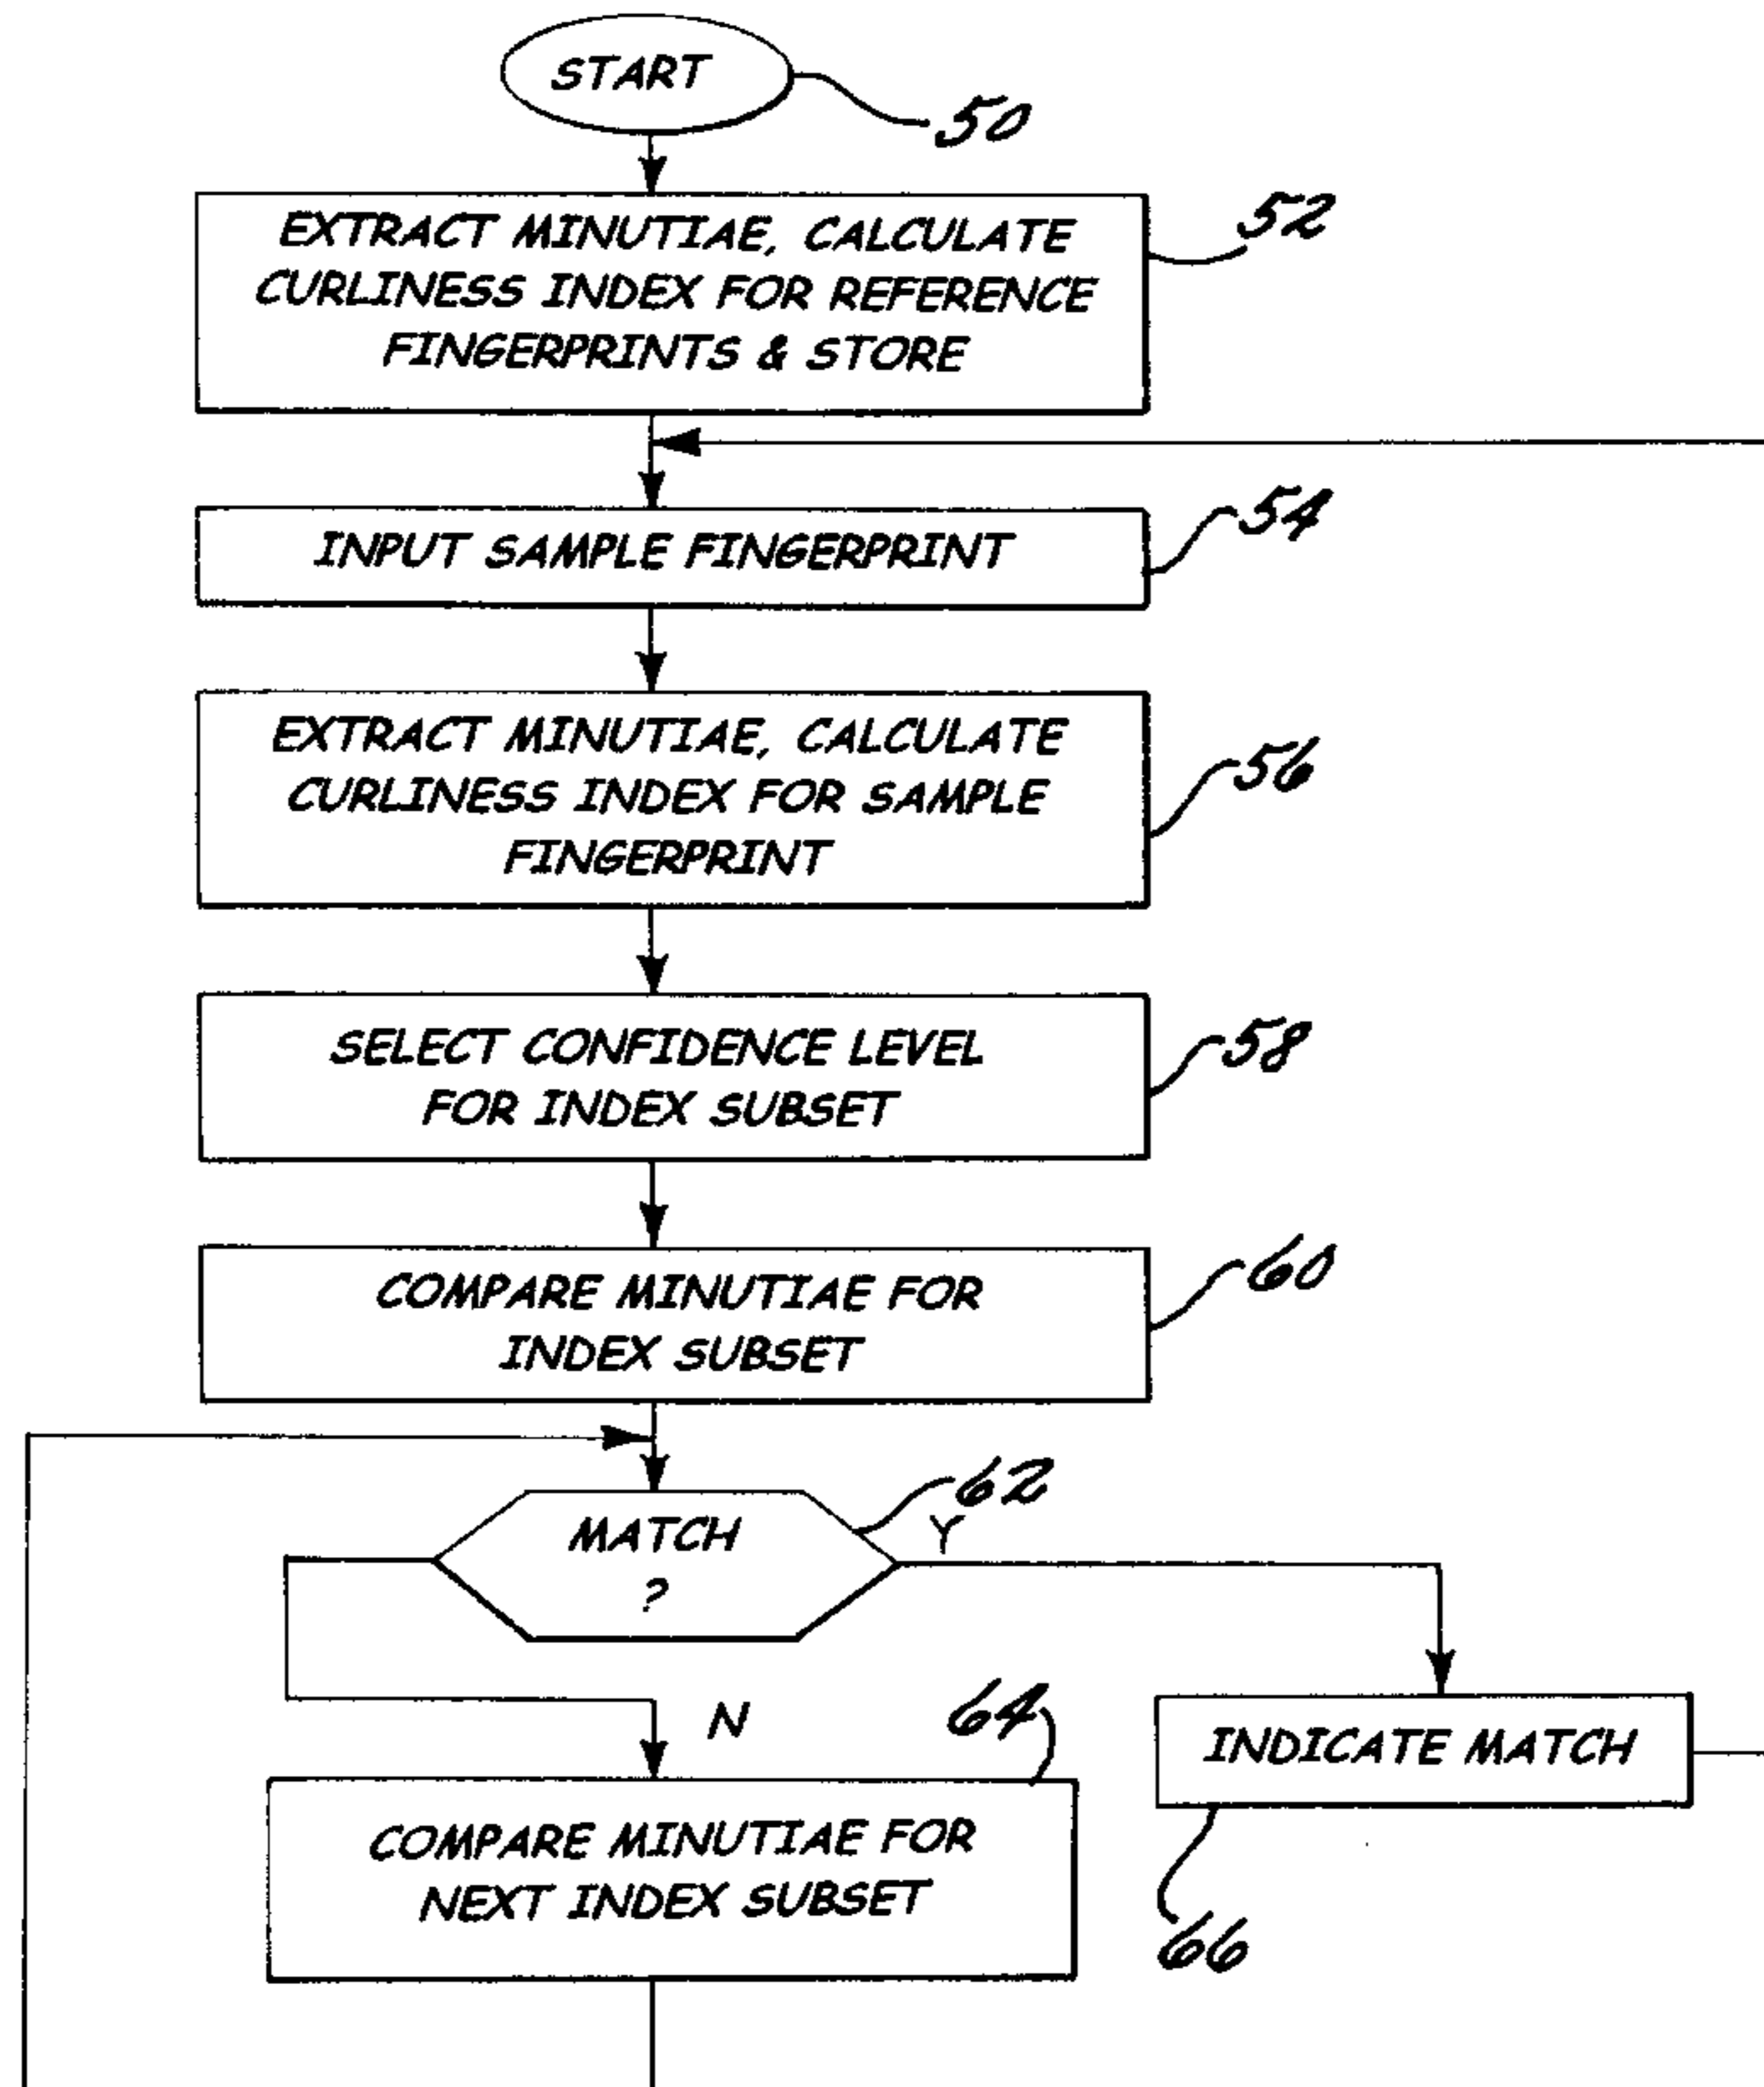 START
50
EXTRACT MINUTIAE, CALCULATE
CURLINESS INDEX FOR REFERENCE
FINGERPRINTS & STORE
52
INPUT SAMPLE FINGERPRINT
54
EXTRACT MINUTIAE, CALCULATE
CURLINESS INDEX FOR SAMPLE
FINGERPRINT
56
SELECT CONFIDENCE LEVEL
FOR INDEX SUBSET
58
COMPARE MINUTIAE FOR
INDEX SUBSET
60
MATCH
?
62
Y
N
64
COMPARE MINUTIAE FOR
NEXT INDEX SUBSET
INDICATE MATCH
66